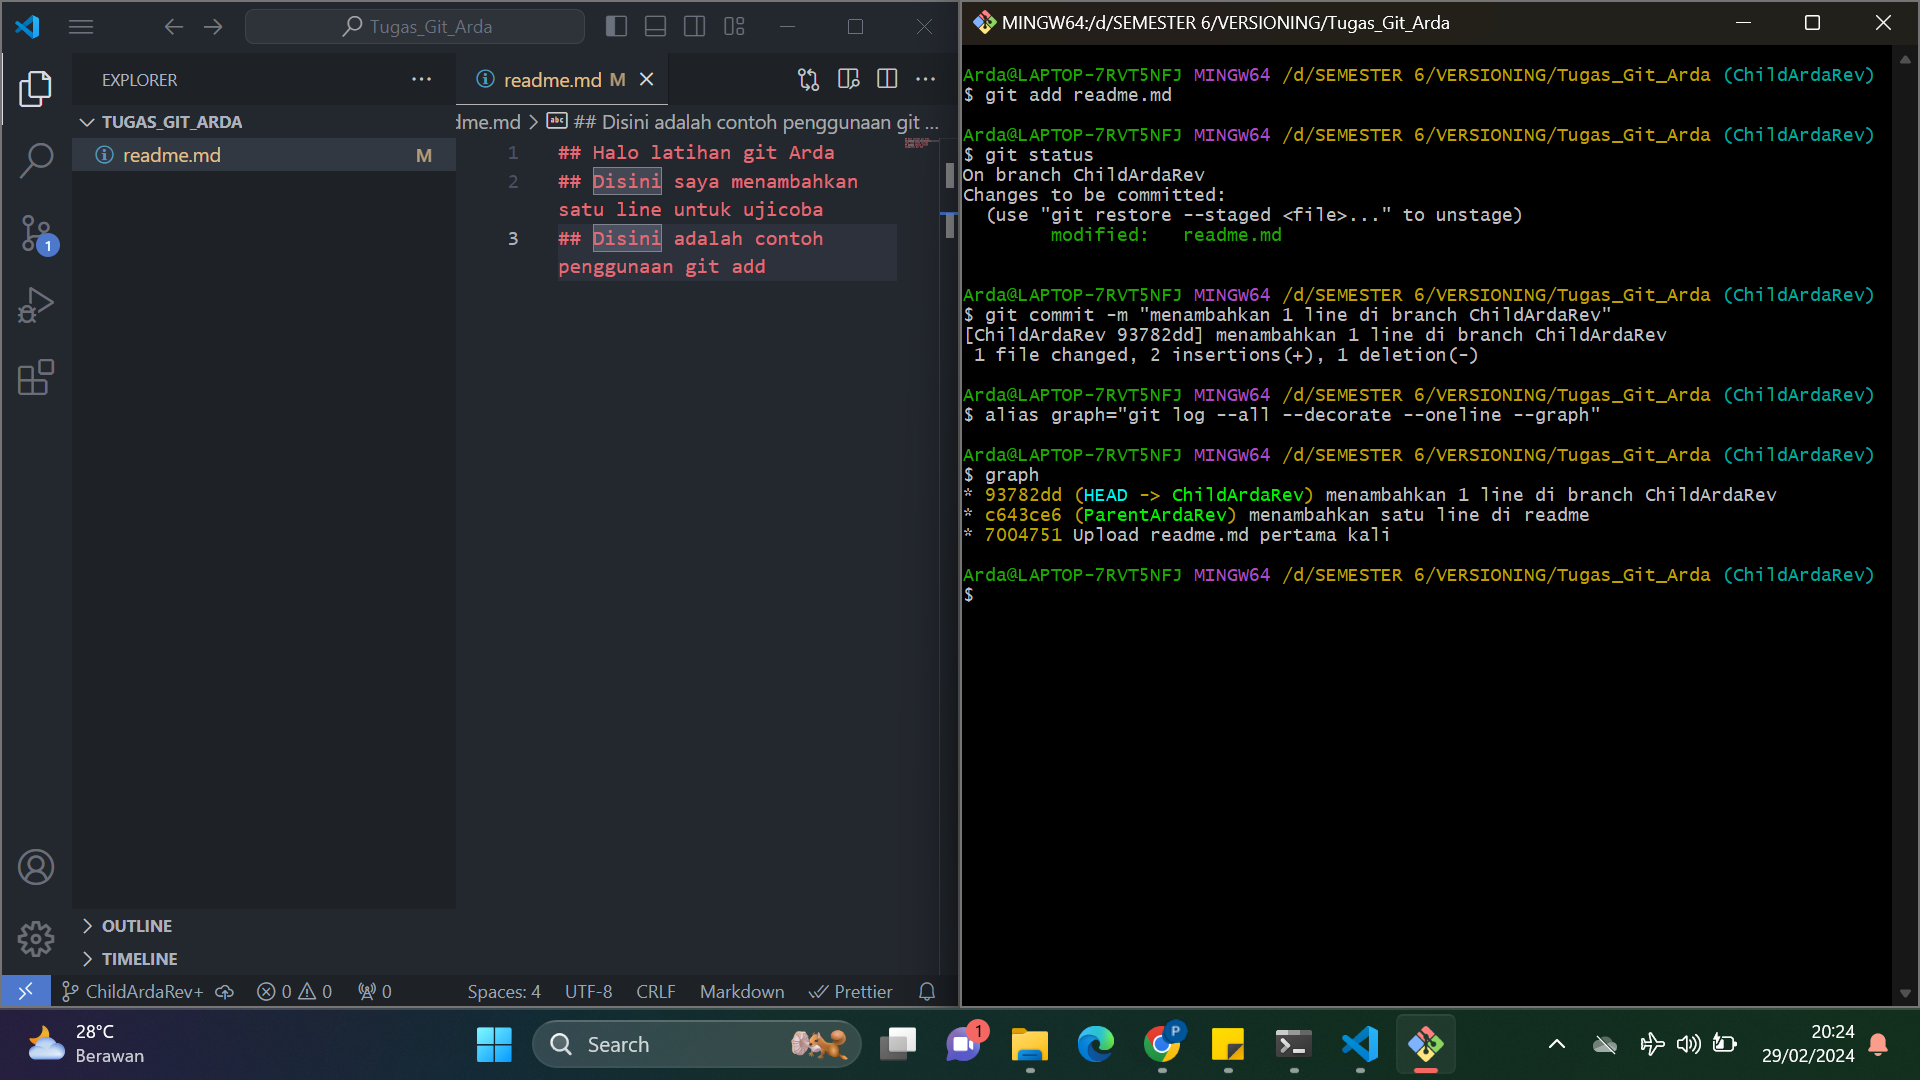 Tugas_Git_Arda
EXPLORER
TUGAS_GIT_ARDA
readme.md M
readme.md M
dme.md > ## Disini adalah contoh penggunaan git ...
1 ## Halo latihan git Arda
2 ## Disini saya menambahkan
satu line untuk ujicoba
3 ## Disini adalah contoh
penggunaan git add
1
OUTLINE
TIMELINE
ChildArdaRev+ 0 0 0 Spaces: 4 UTF-8 CRLF Markdown Prettier
MINGW64:/d/SEMESTER 6/VERSIONING/Tugas_Git_Arda
Arda@LAPTOP-7RVT5NFJ MINGW64 /d/SEMESTER 6/VERSIONING/Tugas_Git_Arda (ChildArdaRev)
$ git add readme.md
Arda@LAPTOP-7RVT5NFJ MINGW64 /d/SEMESTER 6/VERSIONING/Tugas_Git_Arda (ChildArdaRev)
$ git status
On branch ChildArdaRev
Changes to be committed:
(use "git restore --staged <file>..." to unstage)
modified: readme.md
Arda@LAPTOP-7RVT5NFJ MINGW64 /d/SEMESTER 6/VERSIONING/Tugas_Git_Arda (ChildArdaRev)
$ git commit -m "menambahkan 1 line di branch ChildArdaRev"
[ChildArdaRev 93782dd] menambahkan 1 line di branch ChildArdaRev
1 file changed, 2 insertions(+), 1 deletion(-)
Arda@LAPTOP-7RVT5NFJ MINGW64 /d/SEMESTER 6/VERSIONING/Tugas_Git_Arda (ChildArdaRev)
$ alias graph="git log --all --decorate --oneline --graph"
Arda@LAPTOP-7RVT5NFJ MINGW64 /d/SEMESTER 6/VERSIONING/Tugas_Git_Arda (ChildArdaRev)
$ graph
* 93782dd (HEAD -> ChildArdaRev) menambahkan 1 line di branch ChildArdaRev
* c643ce6 (ParentArdaRev) menambahkan satu line di readme
* 7004751 Upload readme.md pertama kali
Arda@LAPTOP-7RVT5NFJ MINGW64 /d/SEMESTER 6/VERSIONING/Tugas_Git_Arda (ChildArdaRev)
$
28°C
Berawan
Search
1
P
20:24
29/02/2024